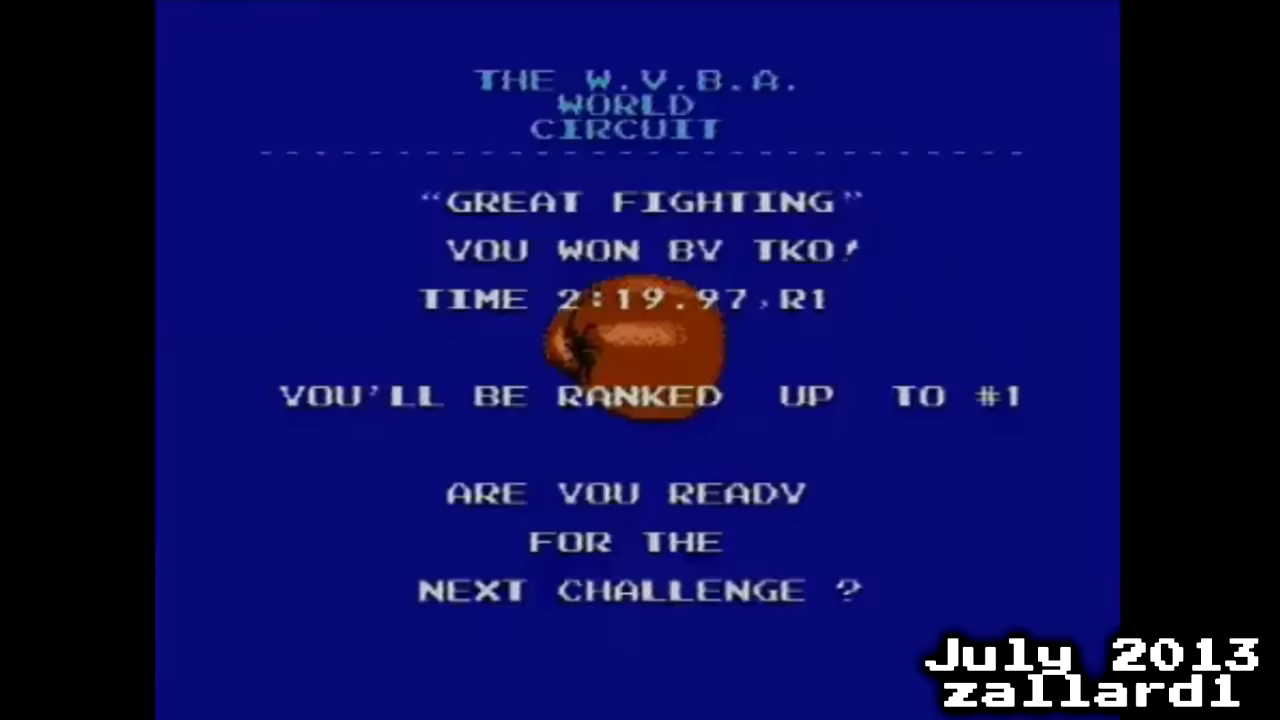 THE W.V.B.A.
WORLD
CIRCUIT
"GREAT FIGHTING"
YOU WON BY TKO!
TIME 2:19.97, R1
YOU'LL BE RANKED UP TO #1
ARE YOU READY
FOR THE
NEXT CHALLENGE ?
July 2013
zallard1